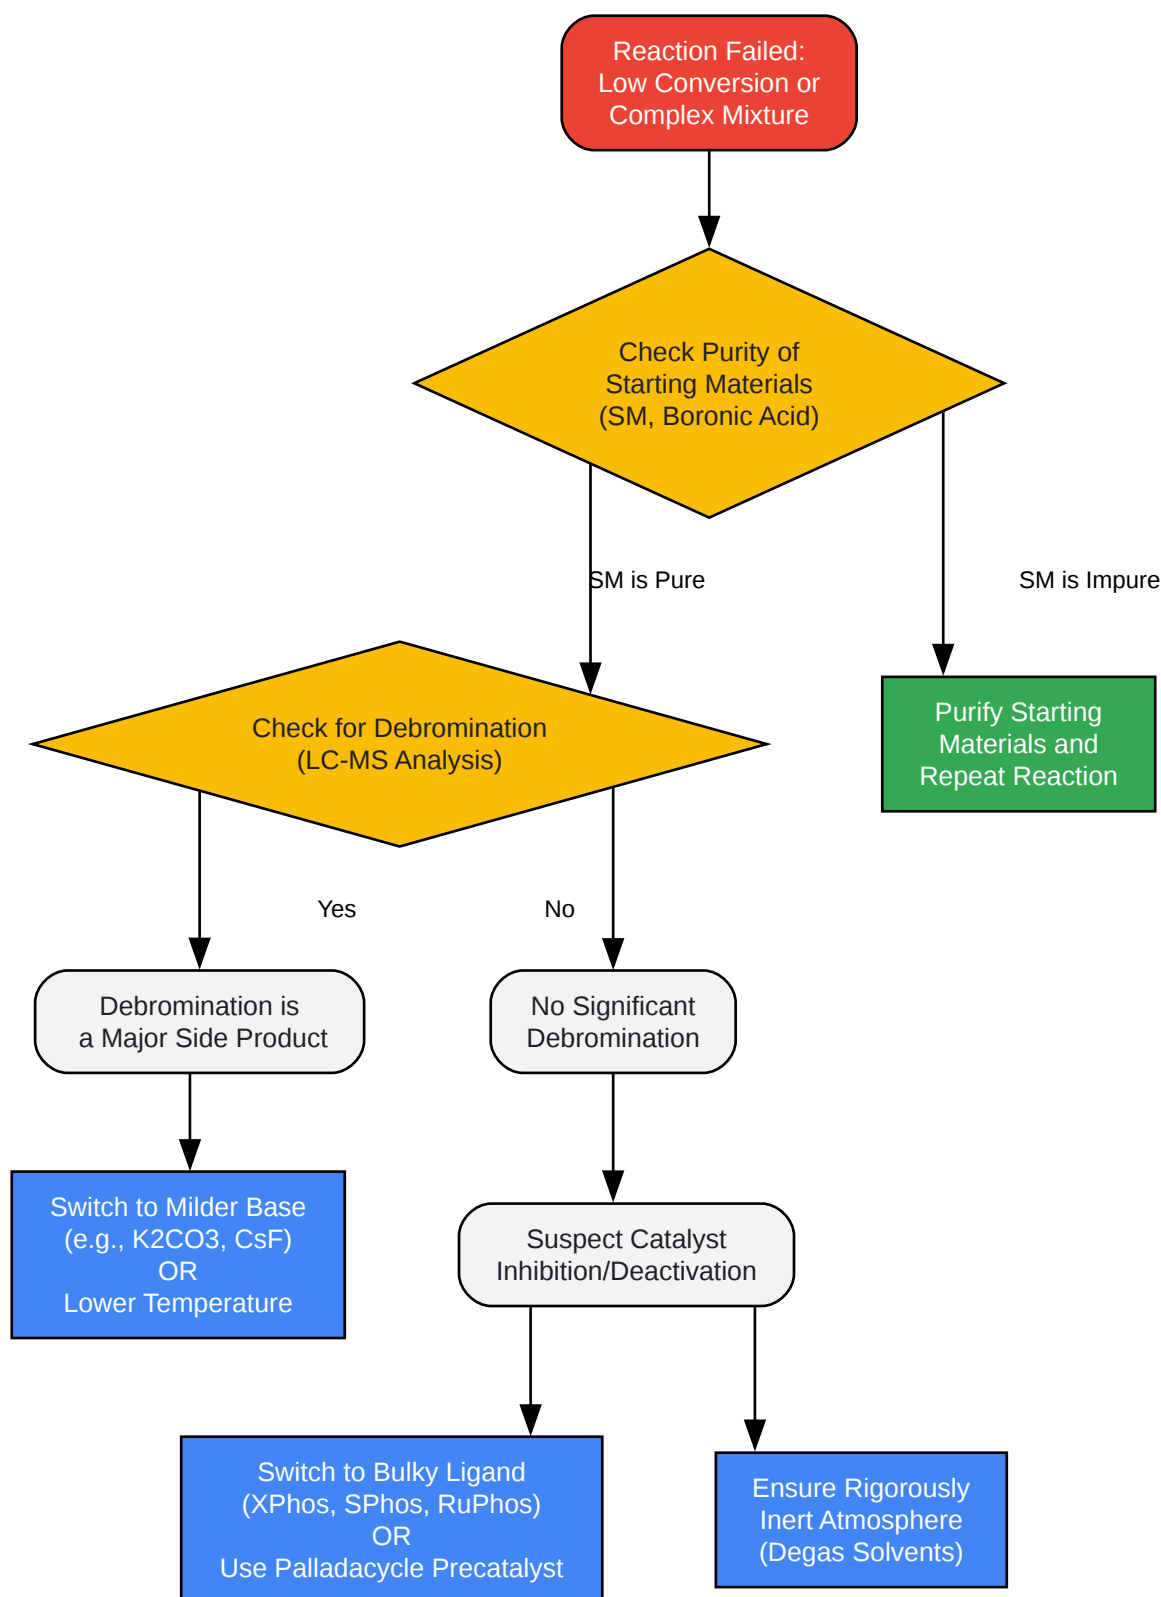 Reaction Failed:
Low Conversion or
Complex Mixture
Check Purity of
Starting Materials
(SM, Boronic Acid)
SM is Pure
SM is Impure
Check for Debromination
(LC-MS Analysis)
Purify Starting
Materials and
Repeat Reaction
Yes
No
Debromination is
a Major Side Product
No Significant
Debromination
Switch to Milder Base
(e.g., K2CO3, CsF)
OR
Lower Temperature
Suspect Catalyst
Inhibition/Deactivation
Switch to Bulky Ligand
(XPhos, SPhos, RuPhos)
OR
Use Palladacycle Precatalyst
Ensure Rigorously
Inert Atmosphere
(Degas Solvents)